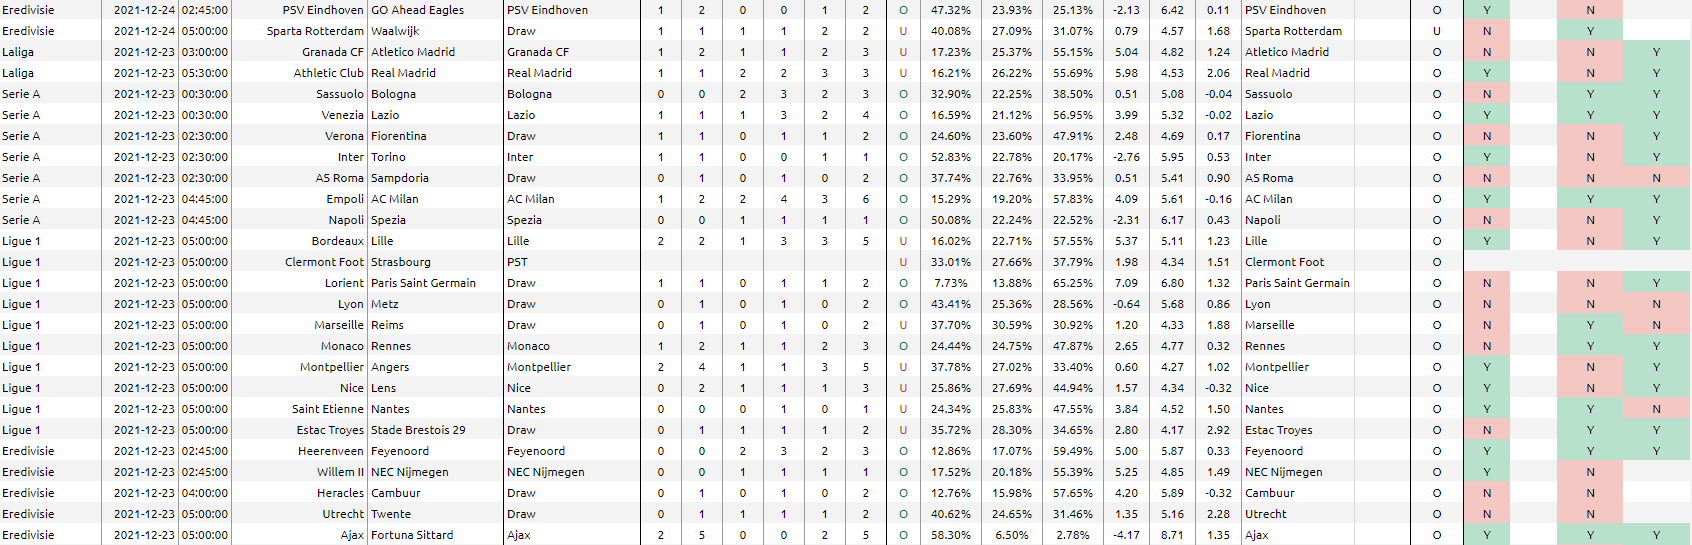 Eredivisie 2021-12-24 02:45:00 PSV Eindhoven GO Ahead Eagles PSV Eindhoven 1 2 0 0 1 2 O 47.32% 23.93% 25.13% -2.13 6.42 0.11 PSV Eindhoven O Y N
Eredivisie 2021-12-24 05:00:00 Sparta Rotterdam Waalwijk Draw 1 1 1 1 2 2 U 40.08% 27.09% 31.07% 0.79 4.57 1.68 Sparta Rotterdam U N Y
Laliga 2021-12-23 03:00:00 Granada CF Atletico Madrid Granada CF 1 2 1 1 2 3 U 17.23% 25.37% 55.15% 5.04 4.82 1.24 Atletico Madrid O N N Y
Laliga 2021-12-23 05:30:00 Athletic Club Real Madrid Real Madrid 1 1 2 2 3 3 U 16.21% 26.22% 55.69% 5.98 4.53 2.06 Real Madrid O Y N Y
Serie A 2021-12-23 00:30:00 Sassuolo Bologna Bologna 0 0 2 3 2 3 O 32.90% 22.25% 38.50% 0.51 5.08 -0.04 Sassuolo O N Y Y
Serie A 2021-12-23 00:30:00 Venezia Lazio Lazio 1 1 1 3 2 4 O 16.59% 21.12% 56.95% 3.99 5.32 -0.02 Lazio O Y Y Y
Serie A 2021-12-23 02:30:00 Verona Fiorentina Draw 1 1 0 1 1 2 O 24.60% 23.60% 47.91% 2.48 4.69 0.17 Fiorentina O N N Y
Serie A 2021-12-23 02:30:00 Inter Torino Inter 1 1 0 0 1 1 O 52.83% 22.78% 20.17% -2.76 5.95 0.53 Inter O Y N Y
Serie A 2021-12-23 02:30:00 AS Roma Sampdoria Draw 0 1 0 1 0 2 O 37.74% 22.76% 33.95% 0.51 5.41 0.90 AS Roma O N N N
Serie A 2021-12-23 04:45:00 Empoli AC Milan AC Milan 1 2 2 4 3 6 O 15.29% 19.20% 57.83% 4.09 5.61 -0.16 AC Milan O Y Y Y
Serie A 2021-12-23 04:45:00 Napoli Spezia Spezia 0 0 1 1 1 1 O 50.08% 22.24% 22.52% -2.31 6.17 0.43 Napoli O N N Y
Ligue 1 2021-12-23 05:00:00 Bordeaux Lille Lille 2 2 1 3 3 5 U 16.02% 22.71% 57.55% 5.37 5.11 1.23 Lille O Y N Y
Ligue 1 2021-12-23 05:00:00 Clermont Foot Strasbourg PST U 33.01% 27.66% 37.79% 1.98 4.34 1.51 Clermont Foot O
Ligue 1 2021-12-23 05:00:00 Lorient Paris Saint Germain Draw 1 1 0 1 1 2 O 7.73% 13.88% 65.25% 7.09 6.80 1.32 Paris Saint Germain O N N Y
Ligue 1 2021-12-23 05:00:00 Lyon Metz Draw 0 1 0 1 0 2 O 43.41% 25.36% 28.56% -0.64 5.68 0.86 Lyon O N N N
Ligue 1 2021-12-23 05:00:00 Marseille Reims Draw 0 1 0 1 0 2 U 37.70% 30.59% 30.92% 1.20 4.33 1.88 Marseille O N Y N
Ligue 1 2021-12-23 05:00:00 Monaco Rennes Monaco 1 2 0 1 2 3 O 24.44% 24.75% 47.87% 2.65 4.77 0.32 Rennes O N Y Y
Ligue 1 2021-12-23 05:00:00 Montpellier Angers Montpellier 2 4 1 1 3 5 U 37.78% 27.02% 33.40% 0.60 4.27 1.02 Montpellier O Y N Y
Ligue 1 2021-12-23 05:00:00 Nice Lens Nice 0 2 1 1 1 3 U 25.86% 27.69% 44.94% 1.57 4.34 -0.32 Nice O Y N Y
Ligue 1 2021-12-23 05:00:00 Saint Etienne Nantes Nantes 0 0 0 1 0 1 U 24.34% 25.83% 47.55% 3.84 4.52 1.50 Nantes O Y Y N
Ligue 1 2021-12-23 05:00:00 Estac Troyes Stade Brestois 29 Draw 0 1 1 1 1 2 U 35.72% 28.30% 34.65% 2.80 4.17 2.92 Estac Troyes O N Y Y
Eredivisie 2021-12-23 02:45:00 Heerenveen Feyenoord Feyenoord 0 0 2 3 2 3 O 12.86% 17.07% 59.49% 5.00 5.87 0.33 Feyenoord O Y Y Y
Eredivisie 2021-12-23 02:45:00 Willem II NEC Nijmegen NEC Nijmegen 0 0 1 1 1 1 O 17.52% 20.18% 55.39% 5.25 4.85 1.49 NEC Nijmegen O Y N
Eredivisie 2021-12-23 04:00:00 Heracles Cambuur Draw 0 1 0 1 0 2 O 12.76% 15.98% 57.65% 4.20 5.89 -0.32 Cambuur O N N
Eredivisie 2021-12-23 05:00:00 Utrecht Twente Draw 0 1 1 1 1 2 O 40.62% 24.65% 31.46% 1.35 5.16 2.28 Utrecht O N N
Eredivisie 2021-12-23 05:00:00 Ajax Fortuna Sittard Ajax 2 5 0 0 2 5 O 58.30% 6.50% 2.78% -4.17 8.71 1.35 Ajax O Y Y Y